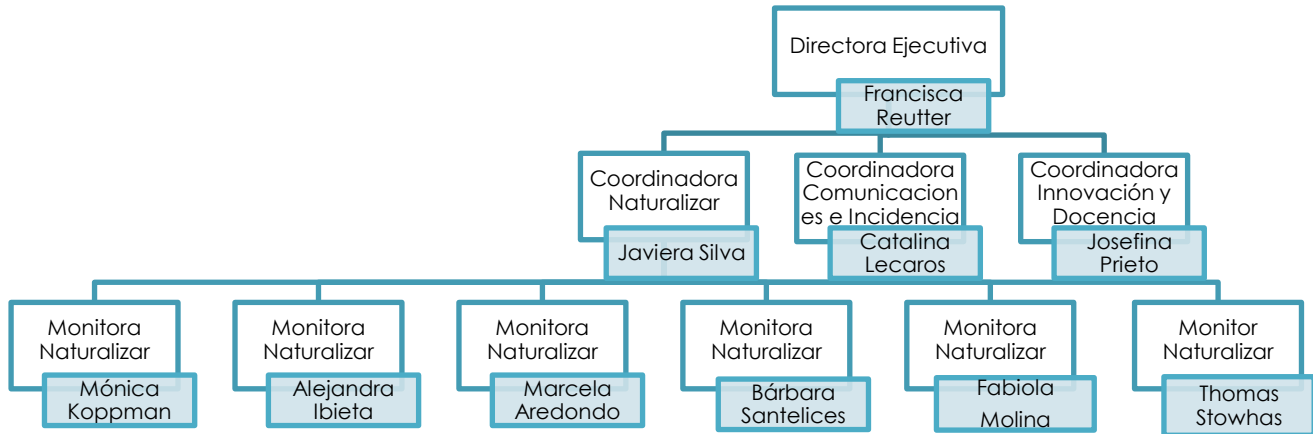 Directora Ejecutiva
Francisca
Reutter
Coordinadora
Naturalizar
Javiera Silva
Coordinadora
Comunicacion
es e Incidencia
Catalina
Lecaros
Coordinadora
Innovación y
Docencia
Josefina
Prieto
Monitora
Naturalizar
Mónica
Koppman
Monitora
Naturalizar
Alejandra
Ibieta
Monitora
Naturalizar
Marcela
Aredondo
Monitora
Naturalizar
Bárbara
Santelices
Monitora
Naturalizar
Fabiola
Molina
Monitor
Naturalizar
Thomas
Stowhas